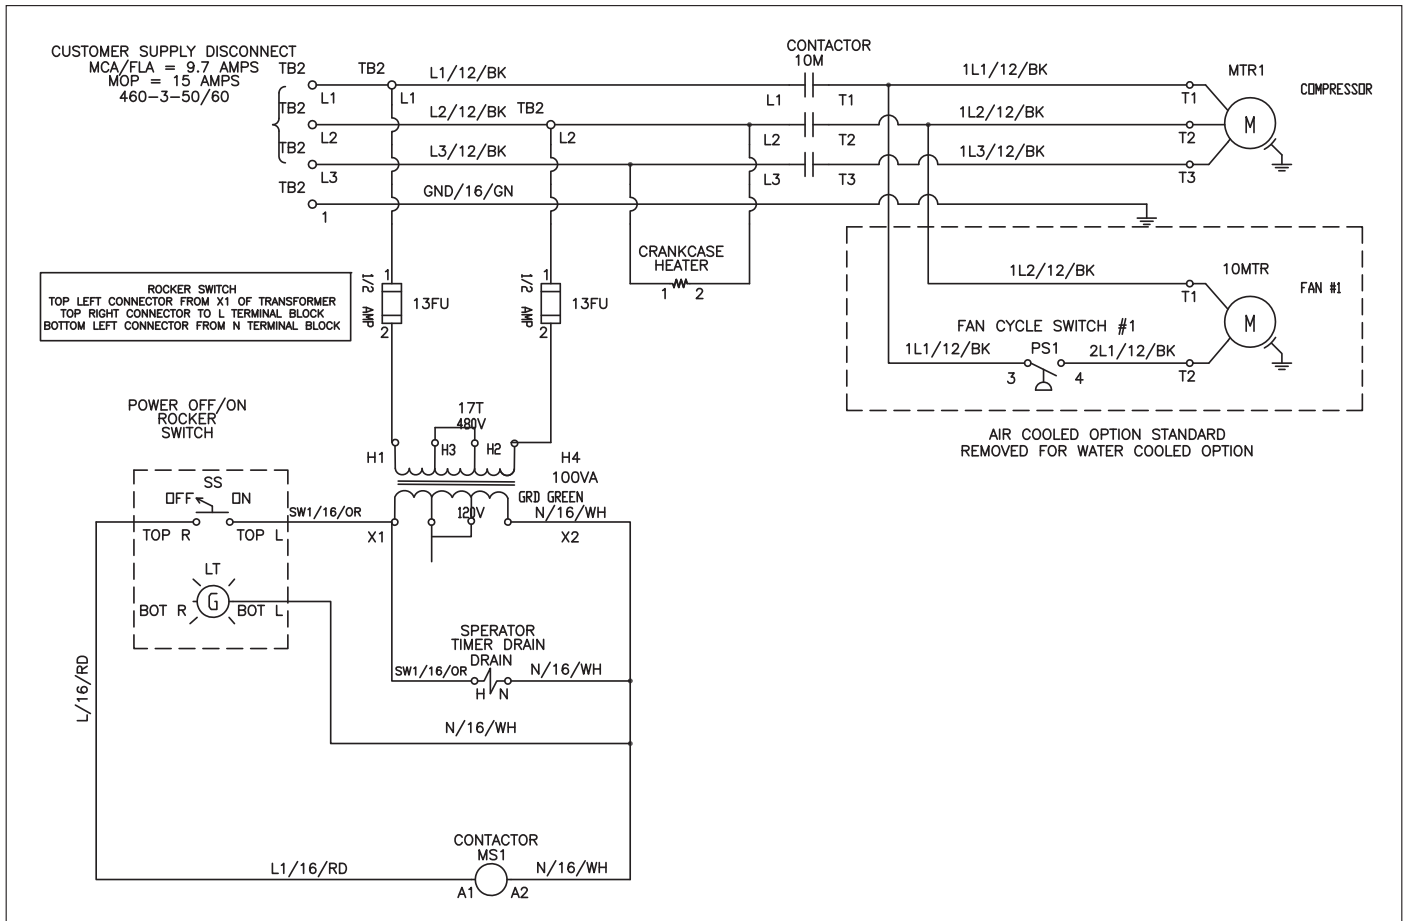 CUSTOMER SUPPLY DISCONNECT
MCA/FLA = 9.7 AMPS
MOP = 15 AMPS
460-3-50/60
TB2
L1
TB2
L1
L1/12/BK
CONTACTOR
10M
L1
T1
1L1/12/BK
T1
MTR1
M
COMPRESSOR
TB2
L2
L2/12/BK
TB2
L2
L2
T2
1L2/12/BK
T2
TB2
L3
L3/12/BK
L3
T3
1L3/12/BK
T3
TB2
1
GND/16/GN
CRANKCASE
HEATER
1
2
1
1/2 AMP
13FU
2
1
1/2 AMP
13FU
2
ROCKER SWITCH
TOP LEFT CONNECTOR FROM X1 OF TRANSFORMER
TOP RIGHT CONNECTOR TO L TERMINAL BLOCK
BOTTOM LEFT CONNECTOR FROM N TERMINAL BLOCK
1L2/12/BK
T1
10MTR
M
FAN #1
FAN CYCLE SWITCH #1
1L1/12/BK
PS1
3
4
2L1/12/BK
T2
AIR COOLED OPTION STANDARD
REMOVED FOR WATER COOLED OPTION
POWER OFF/ON
ROCKER
SWITCH
17T
480V
H1
H3
H2
H4
100VA
GRD GREEN
SS
OFF
ON
TOP R
TOP L
SW1/16/OR
X1
120V
N/16/WH
X2
LT
BOT R
G
BOT L
SPERATOR
TIMER DRAIN
DRAIN
SW1/16/OR
H
N
N/16/WH
L/16/RD
N/16/WH
CONTACTOR
MS1
L1/16/RD
A1
A2
N/16/WH